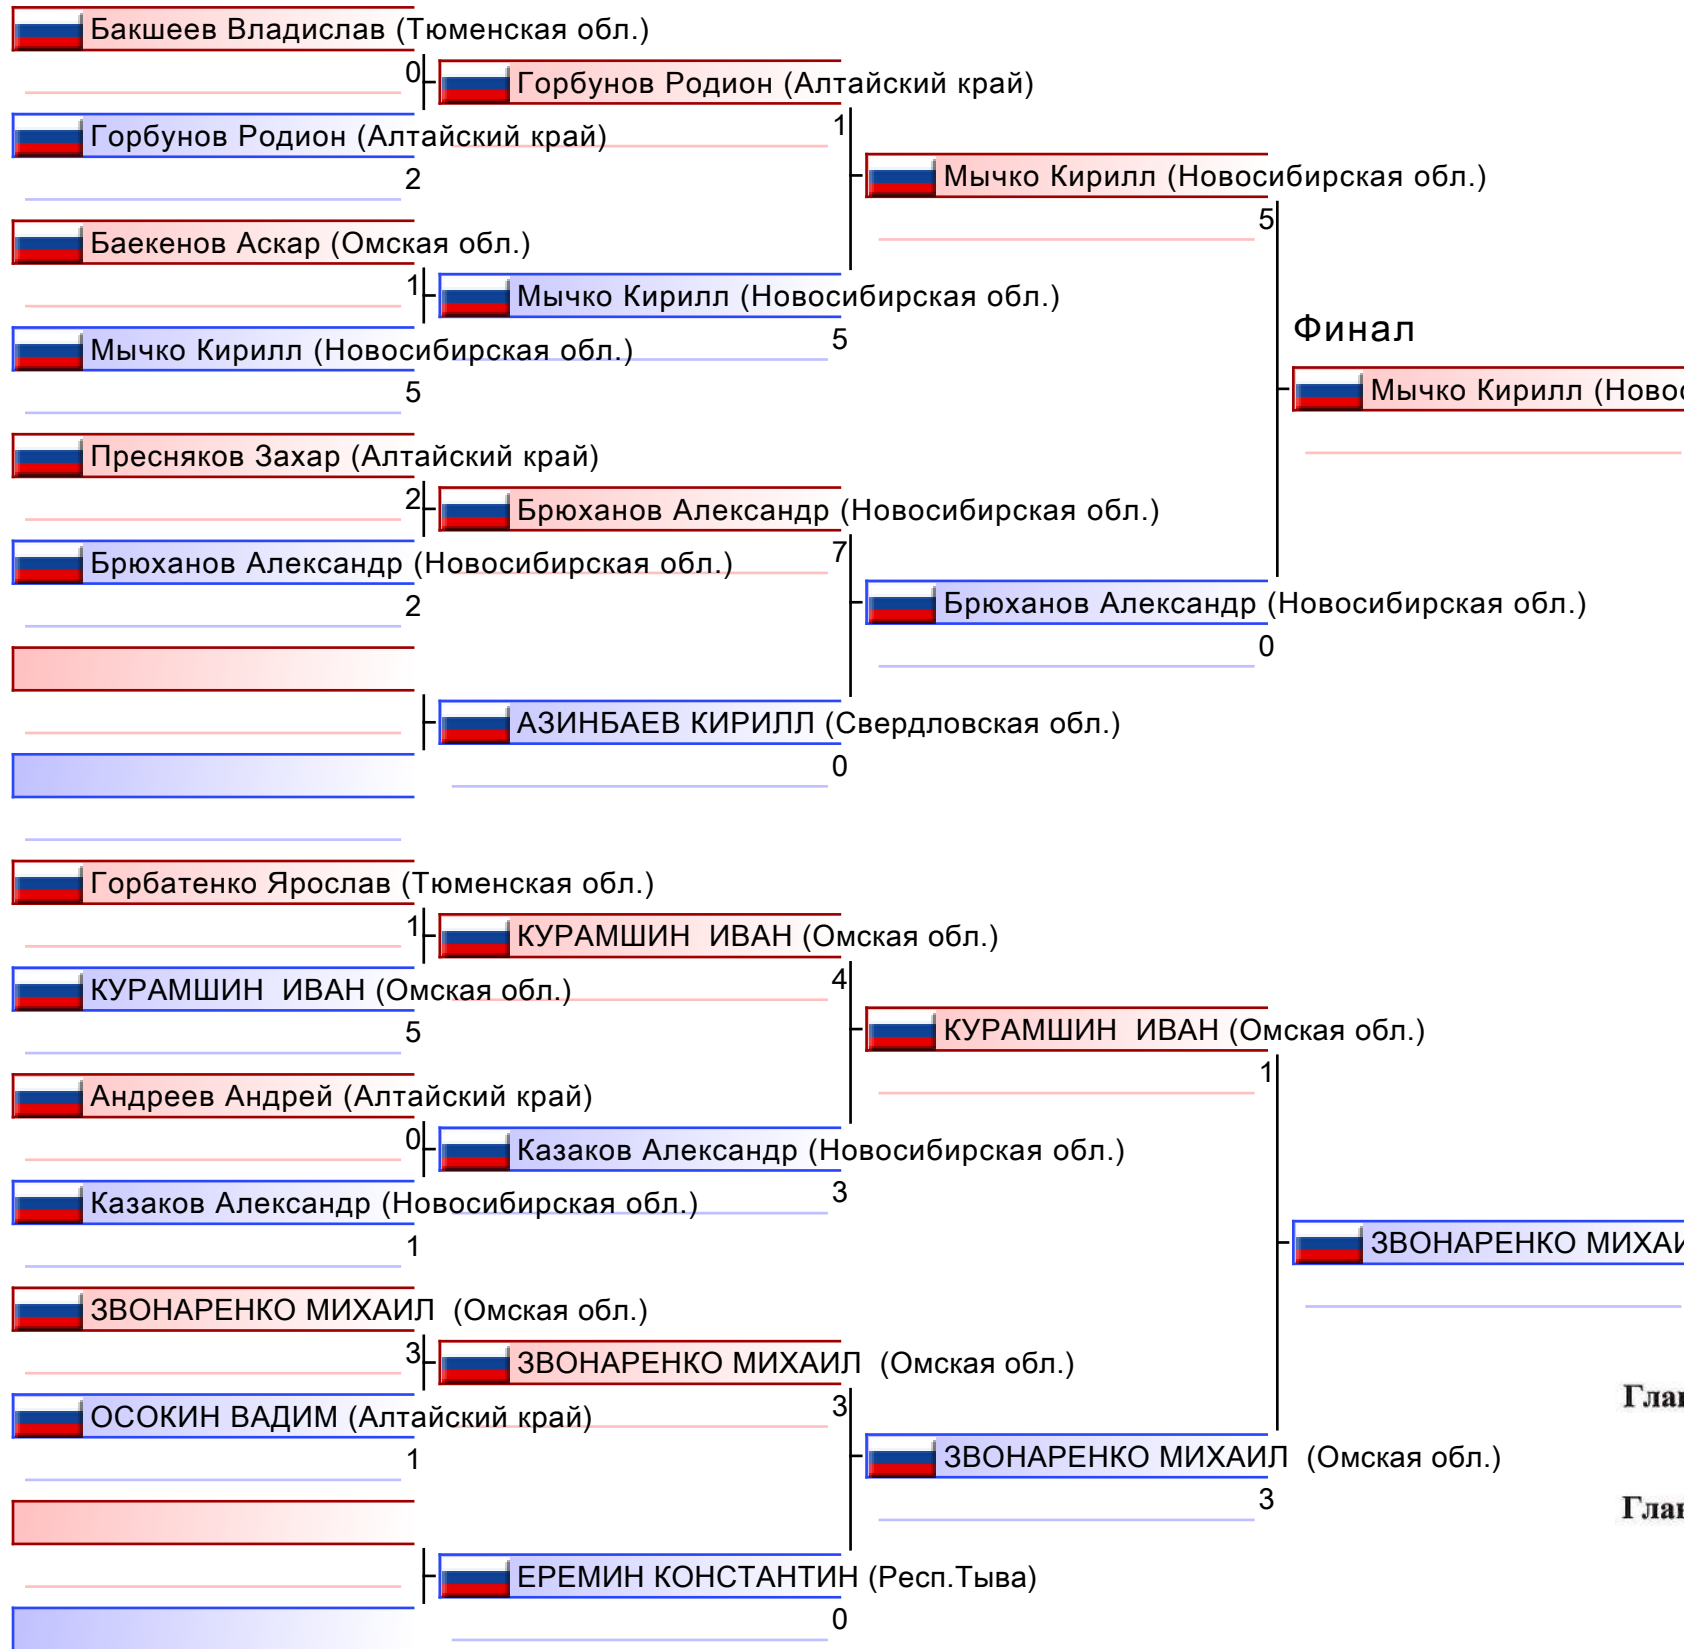 Бакшеев Владислав (Тюменская обл.)
0
Горбунов Родион (Алтайский край)
Горбунов Родион (Алтайский край)
1
2
Мычко Кирилл (Новосибирская обл.)
5
Баекенов Аскар (Омская обл.)
1
Мычко Кирилл (Новосибирская обл.)
5
Мычко Кирилл (Новосибирская обл.)
5
Финал
Мычко Кирилл
Пресняков Захар (Алтайский край)
2
Брюханов Александр (Новосибирская обл.)
7
Брюханов Александр (Новосибирская обл.)
2
Брюханов Александр (Новосибирская обл.)
0
АЗИНБАЕВ КИРИЛЛ (Свердловская обл.)
0
Горбатенко Ярослав (Тюменская обл.)
1
КУРАМШИН ИВАН (Омская обл.)
4
КУРАМШИН ИВАН (Омская обл.)
5
КУРАМШИН ИВАН (Омская обл.)
1
Андреев Андрей (Алтайский край)
0
Казаков Александр (Новосибирская обл.)
3
Казаков Александр (Новосибирская обл.)
1
ЗВОНАРЕНКО
ЗВОНАРЕНКО МИХАИЛ (Омская обл.)
3
ЗВОНАРЕНКО МИХАИЛ (Омская обл.)
3
ОСОКИН ВАДИМ (Алтайский край)
1
ЗВОНАРЕНКО МИХАИЛ (Омская обл.)
3
ЕРЕМИН КОНСТАНТИН (Респ.Тыва)
0